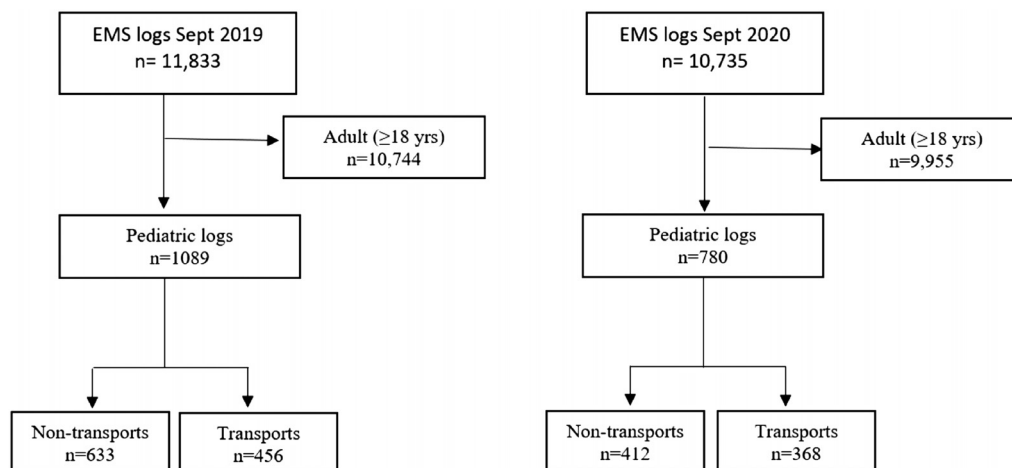 EMS logs Sept 2019
n= 11,833
Adult (≥18 yrs)
n=10,744
Pediatric logs
n=1089
Non-transports
n=633
Transports
n=456
EMS logs Sept 2020
n= 10,735
Adult (≥18 yrs)
n=9,955
Pediatric logs
n=780
Non-transports
n=412
Transports
n=368